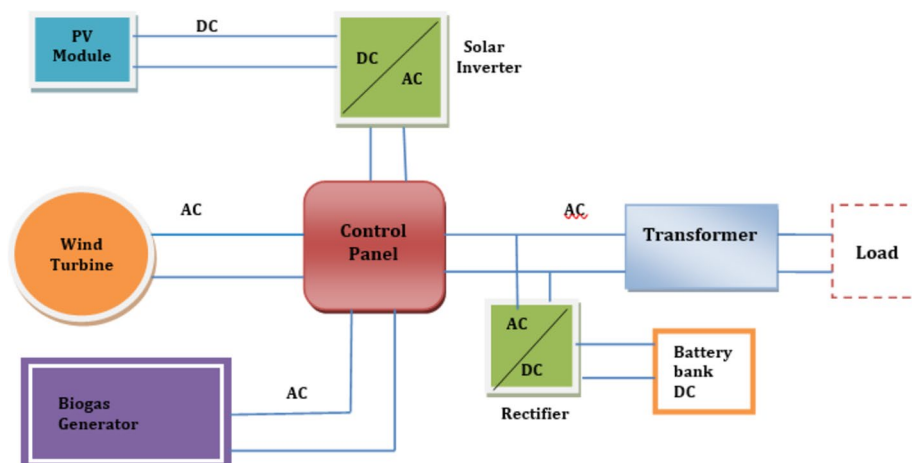 PV
Module
DC
DC
AC
Solar
Inverter
Wind
Turbine
AC
Control
Panel
AC
Transformer
Load
AC
DC
Rectifier
Battery
bank
DC
Biogas
Generator
AC